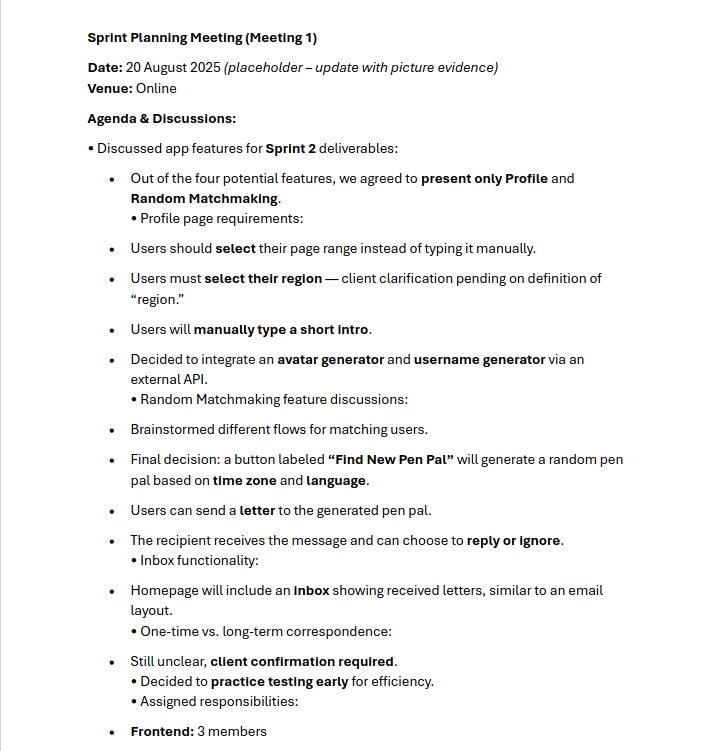 Sprint Planning Meeting (Meeting 1)
Date: 20 August 2025 (placeholder – update with picture evidence)
Venue: Online
Agenda & Discussions:
• Discussed app features for Sprint 2 deliverables:
• Out of the four potential features, we agreed to present only Profile and
Random Matchmaking.
• Profile page requirements:
• Users should select their page range instead of typing it manually.
• Users must select their region — client clarification pending on definition of
“region.”
• Users will manually type a short intro.
• Decided to integrate an avatar generator and username generator via an
external API.
• Random Matchmaking feature discussions:
• Brainstormed different flows for matching users.
• Final decision: a button labeled “Find New Pen Pal” will generate a random pen
pal based on time zone and language.
• Users can send a letter to the generated pen pal.
• The recipient receives the message and can choose to reply or ignore.
• Inbox functionality:
• Homepage will include an inbox showing received letters, similar to an email
layout.
• One-time vs. long-term correspondence:
• Still unclear, client confirmation required.
• Decided to practice testing early for efficiency.
• Assigned responsibilities:
• Frontend: 3 members